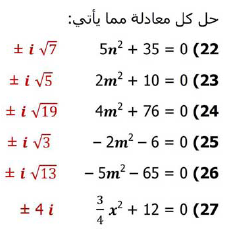 حل كل معادلة مما يأتي:
22) 5n² + 35 = 0 ± i √7
23) 2m² + 10 = 0 ± i √5
24) 4m² + 76 = 0 ± i √19
25) − 2m² − 6 = 0 ± i √3
26) − 5m² − 65 = 0 ± i √13
27) 3/4 x² + 12 = 0 ± 4 i